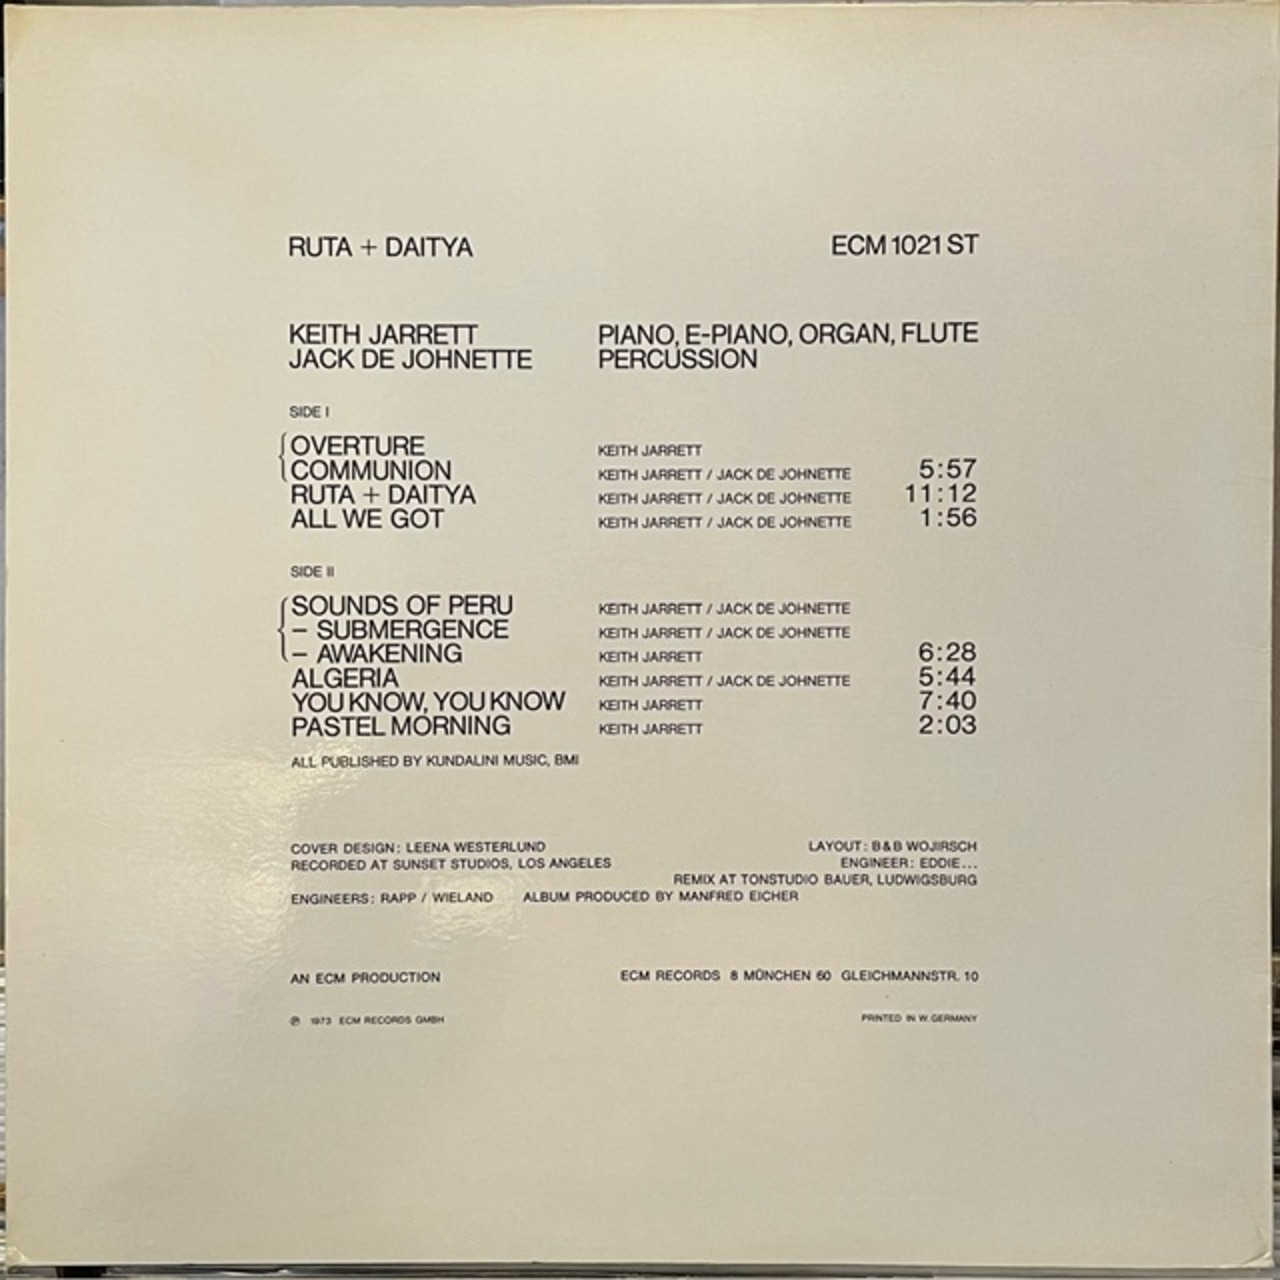 RUTA + DAITYA ECM 1021 ST
KEITH JARRETT PIANO, E-PIANO, ORGAN, FLUTE
JACK DE JOHNETTE PERCUSSION
SIDE I
OVERTURE KEITH JARRETT
COMMUNION KEITH JARRETT / JACK DE JOHNETTE 5:57
RUTA + DAITYA KEITH JARRETT / JACK DE JOHNETTE 11:12
ALL WE GOT KEITH JARRETT / JACK DE JOHNETTE 1:56
SIDE II
SOUNDS OF PERU KEITH JARRETT / JACK DE JOHNETTE
– SUBMERGENCE KEITH JARRETT / JACK DE JOHNETTE
– AWAKENING KEITH JARRETT 6:28
ALGERIA KEITH JARRETT / JACK DE JOHNETTE 5:44
YOU KNOW, YOU KNOW KEITH JARRETT 7:40
PASTEL MORNING KEITH JARRETT 2:03
ALL PUBLISHED BY KUNDALINI MUSIC, BMI
COVER DESIGN: LEENA WESTERLUND LAYOUT: B & B WOJIRSCH
RECORDED AT SUNSET STUDIOS, LOS ANGELES ENGINEER: EDDIE...
REMIX AT TONSTUDIO BAUER, LUDWIGSBURG
ENGINEERS: RAPP / WIELAND ALBUM PRODUCED BY MANFRED EICHER
AN ECM PRODUCTION ECM RECORDS 8 MÜNCHEN 60 GLEICHMANNSTR. 10
℗ 1973 ECM RECORDS GMBH PRINTED IN W. GERMANY